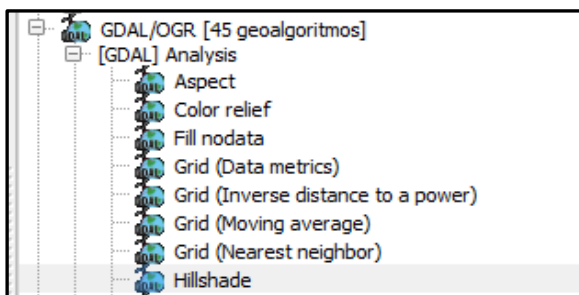 GDAL/OGR [45 geoalgoritmos]
[GDAL] Analysis
Aspect
Color relief
Fill nodata
Grid (Data metrics)
Grid (Inverse distance to a power)
Grid (Moving average)
Grid (Nearest neighbor)
Hillshade